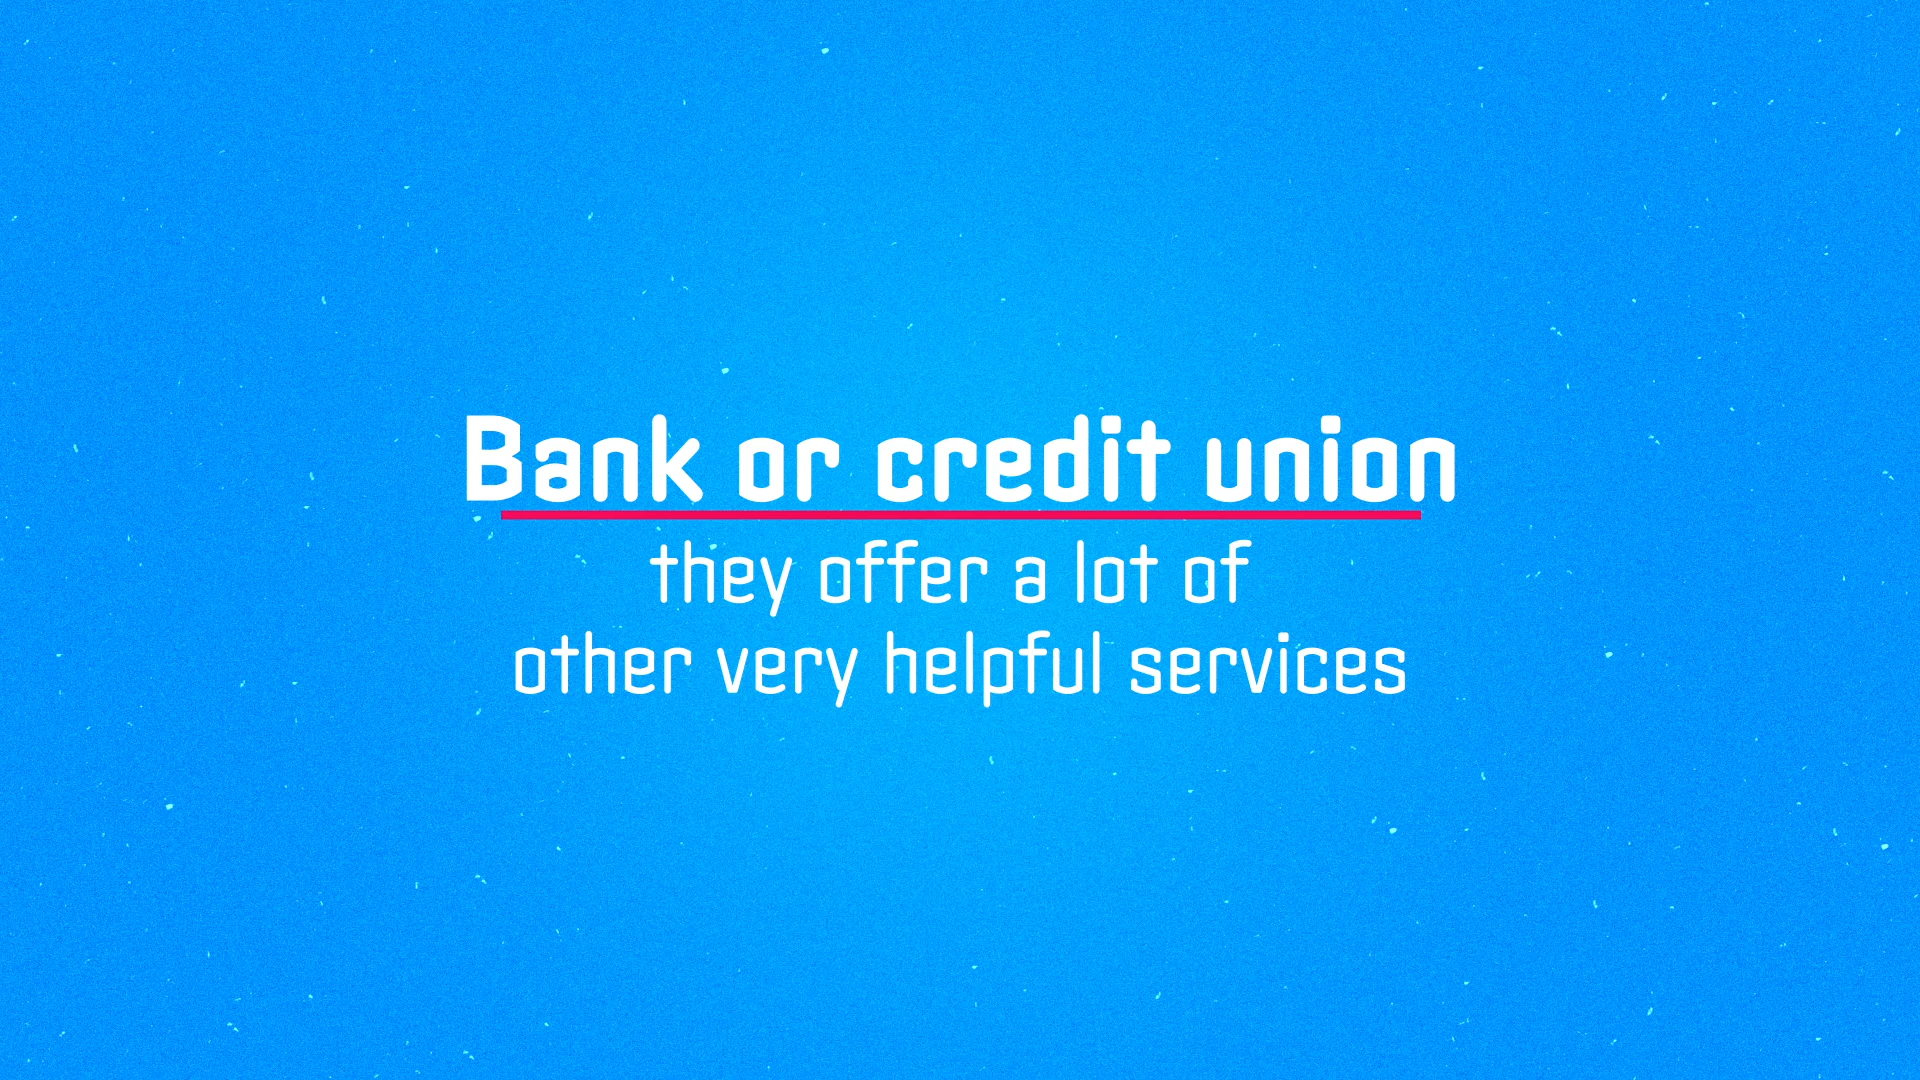 Bank or credit union
they offer a lot of
other very helpful services